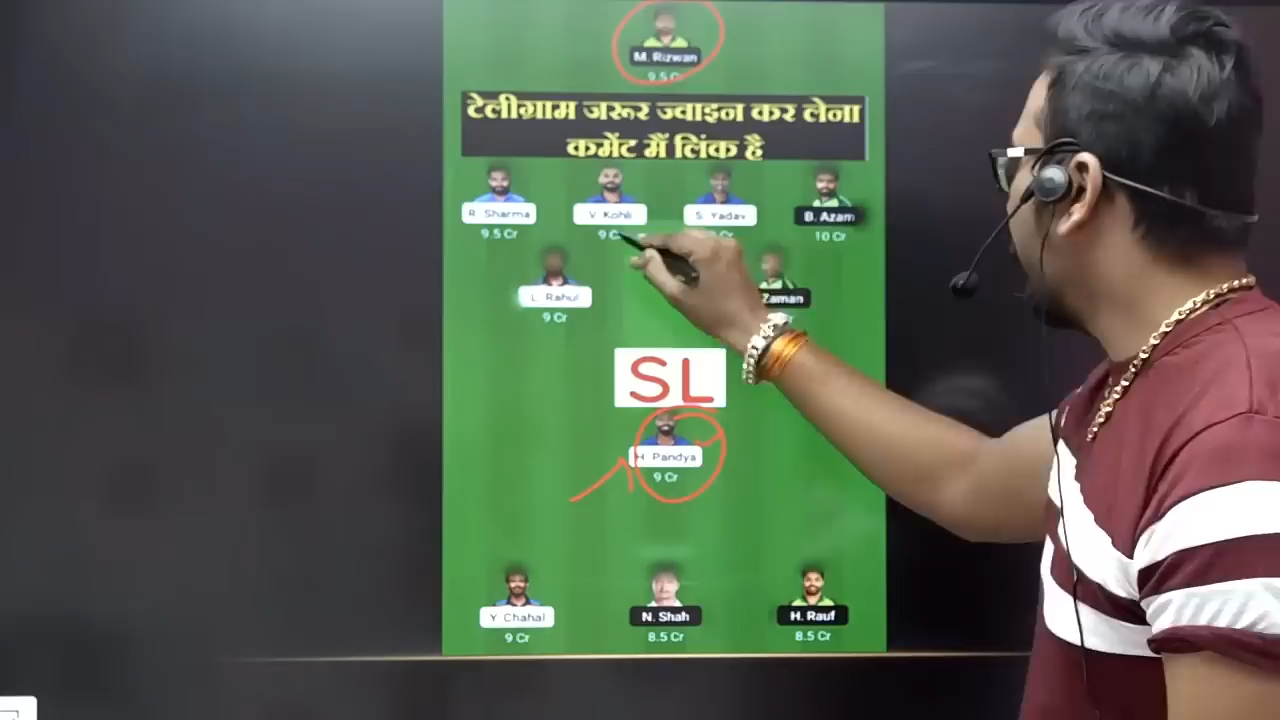 M. Rizwan
9.5 C
टेलीग्राम जरूर ज्वाइन कर लेना
कमेंट मैं लिंक है
R. Sharma
V. Kohli
S. Yadav
B. Azam
9.5 Cr
9 C
Cr
10 Cr
L. Rahul
Zaman
9 Cr
SL
H. Pandya
9 Cr
Y. Chahal
N. Shah
H. Rauf
9 Cr
8.5 Cr
8.5 Cr